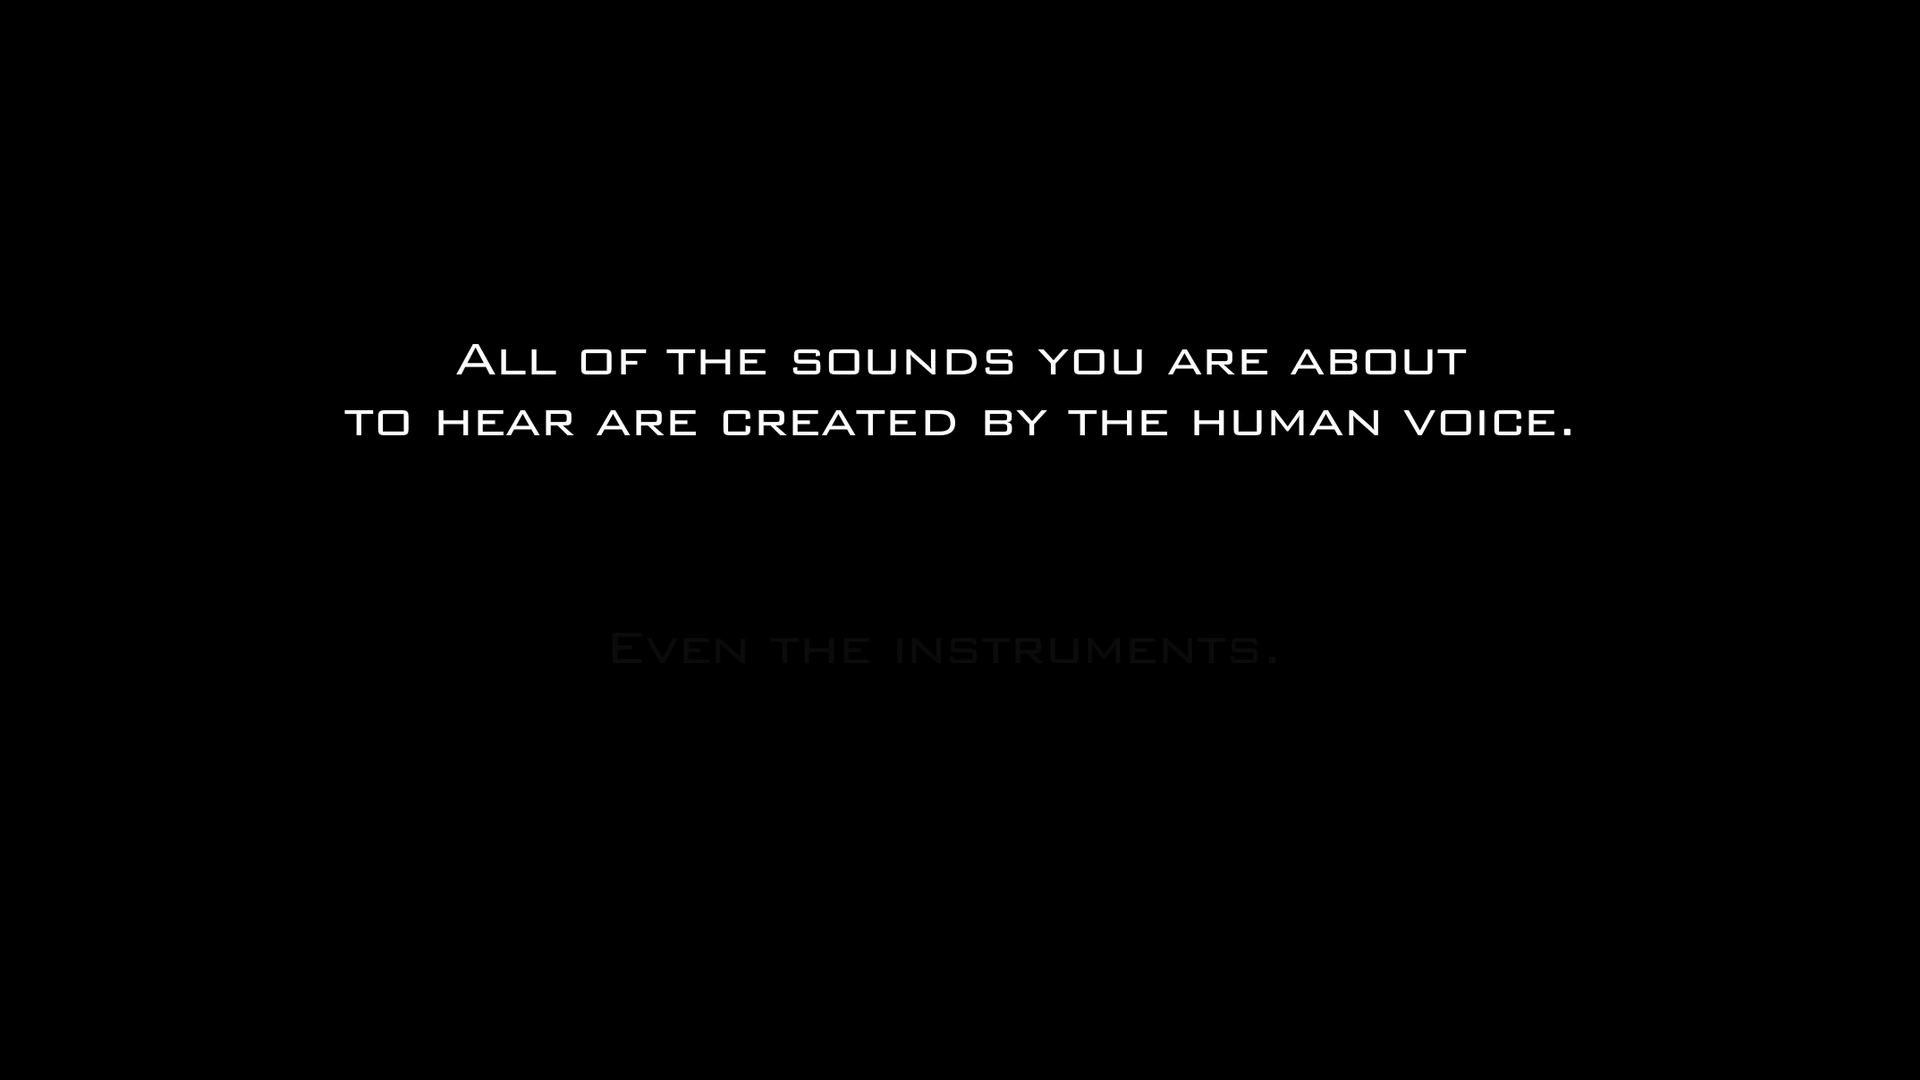 All of the sounds you are about
to hear are created by the human voice.
Even the instruments.